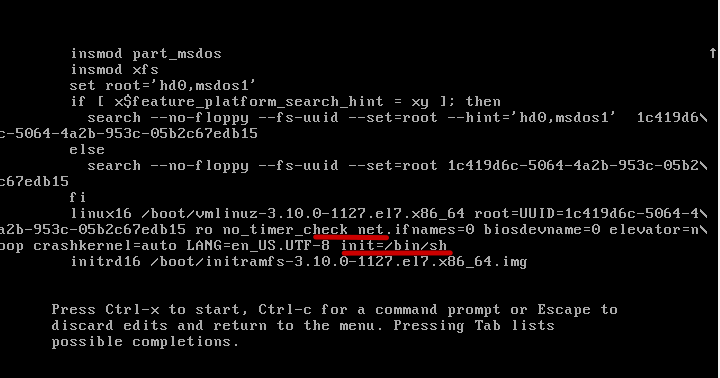 insmod part_msdos
insmod xfs
set root='hd0,msdos1'
if [ x$feature_platform_search_hint = xy ]; then
search --no-floppy --fs-uuid --set=root --hint='hd0,msdos1'  1c419d6\
c-5064-4a2b-953c-05b2c67edb15
else
search --no-floppy --fs-uuid --set=root 1c419d6c-5064-4a2b-953c-05b2\
c67edb15
fi
linux16 /boot/vmlinuz-3.10.0-1127.el7.x86_64 root=UUID=1c419d6c-5064-4\
a2b-953c-05b2c67edb15 ro no_timer_check net.ifnames=0 biosdevname=0 elevator=n\
oop crashkernel=auto LANG=en_US.UTF-8 init=/bin/sh
initrd16 /boot/initramfs-3.10.0-1127.el7.x86_64.img
Press Ctrl-x to start, Ctrl-c for a command prompt or Escape to
discard edits and return to the menu. Pressing Tab lists
possible completions.